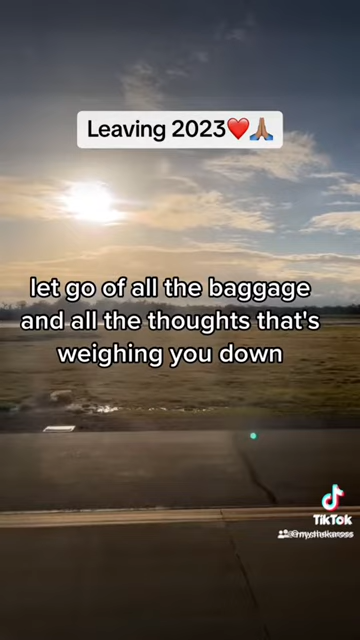 Leaving 2023❤️🙏🏽
let go of all the baggage
and all the thoughts that's
weighing you down
TikTok